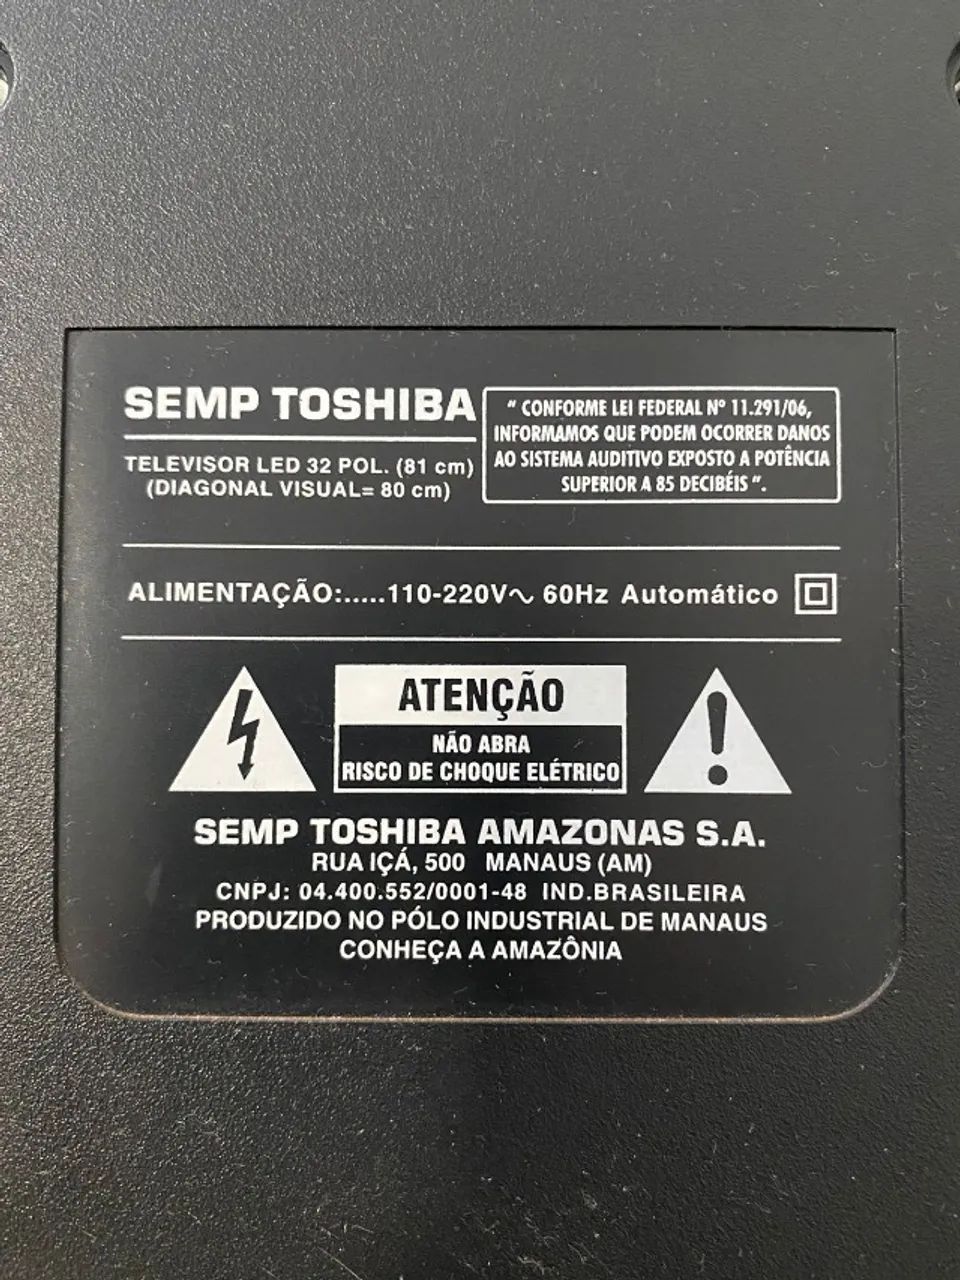 SEMP TOSHIBA
TELEVISOR LED 32 POL. (81 cm)
(DIAGONAL VISUAL= 80 cm)
" CONFORME LEI FEDERAL Nº 11.291/06,
INFORMAMOS QUE PODEM OCORRER DANOS
AO SISTEMA AUDITIVO EXPOSTO A POTÊNCIA
SUPERIOR A 85 DECIBÉIS ".
ALIMENTAÇÃO:.....110-220V∿ 60Hz Automático
ATENÇÃO
NÃO ABRA
RISCO DE CHOQUE ELÉTRICO
SEMP TOSHIBA AMAZONAS S.A.
RUA IÇÁ, 500 MANAUS (AM)
CNPJ: 04.400.552/0001-48 IND.BRASILEIRA
PRODUZIDO NO PÓLO INDUSTRIAL DE MANAUS
CONHEÇA A AMAZÔNIA